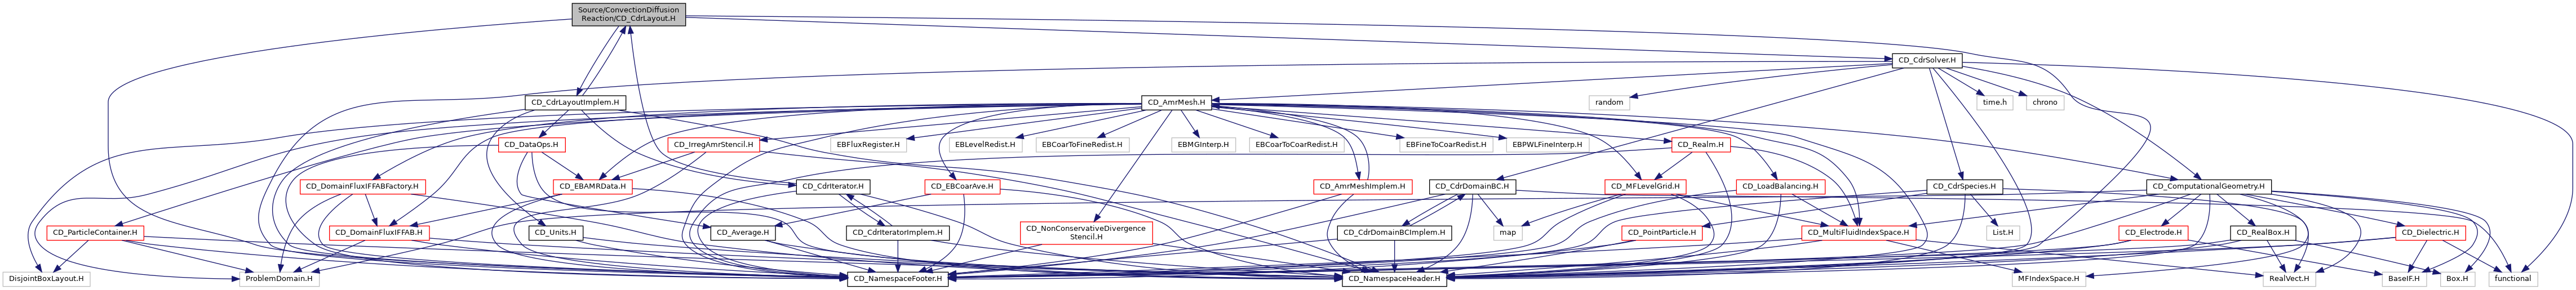 Source/ConvectionDiffusion
Reaction/CD_CdrLayout.H
CD_CdrSolver.H
CD_CdrLayoutImplem.H
CD_AmrMesh.H
random
time.h
chrono
CD_DataOps.H
CD_IrregAmrStencil.H
EBFluxRegister.H
EBLevelRedist.H
EBCoarToFineRedist.H
EBMGInterp.H
EBCoarToCoarRedist.H
EBFineToCoarRedist.H
EBPWLFineInterp.H
CD_Realm.H
CD_DomainFluxIFFABFactory.H
CD_EBAMRData.H
CD_CdrIterator.H
CD_EBCoarAve.H
CD_AmrMeshImplem.H
CD_CdrDomainBC.H
CD_MFLevelGrid.H
CD_LoadBalancing.H
CD_CdrSpecies.H
CD_ComputationalGeometry.H
CD_ParticleContainer.H
CD_DomainFluxIFFAB.H
CD_Units.H
CD_Average.H
CD_CdrIteratorImplem.H
CD_NonConservativeDivergence
Stencil.H
CD_CdrDomainBCImplem.H
map
CD_PointParticle.H
CD_MultiFluidIndexSpace.H
List.H
CD_Electrode.H
CD_RealBox.H
CD_Dielectric.H
DisjointBoxLayout.H
ProblemDomain.H
CD_NamespaceFooter.H
CD_NamespaceHeader.H
MFIndexSpace.H
RealVect.H
BaseIF.H
Box.H
functional